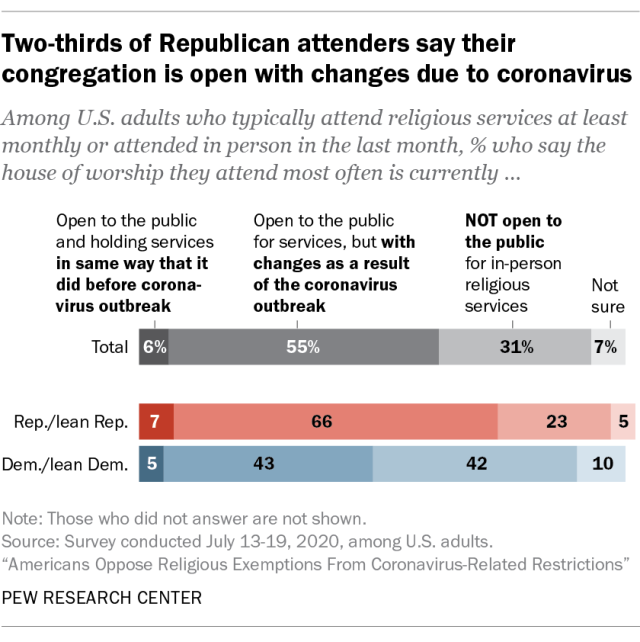 Two-thirds of Republican attenders say their
congregation is open with changes due to coronavirus
Among U.S. adults who typically attend religious services at least
monthly or attended in person in the last month, % who say the
house of worship they attend most often is currently ...
Open to the public
and holding services
in same way that it
did before corona-
virus outbreak
Open to the public
for services, but with
changes as a result
of the coronavirus
outbreak
NOT open to
the public
for in-person
religious
services
Not
sure
Total 6% 55% 31% 7%
Rep./lean Rep. 7 66 23 5
Dem./lean Dem. 5 43 42 10
Note: Those who did not answer are not shown.
Source: Survey conducted July 13-19, 2020, among U.S. adults.
“Americans Oppose Religious Exemptions From Coronavirus-Related Restrictions”
PEW RESEARCH CENTER